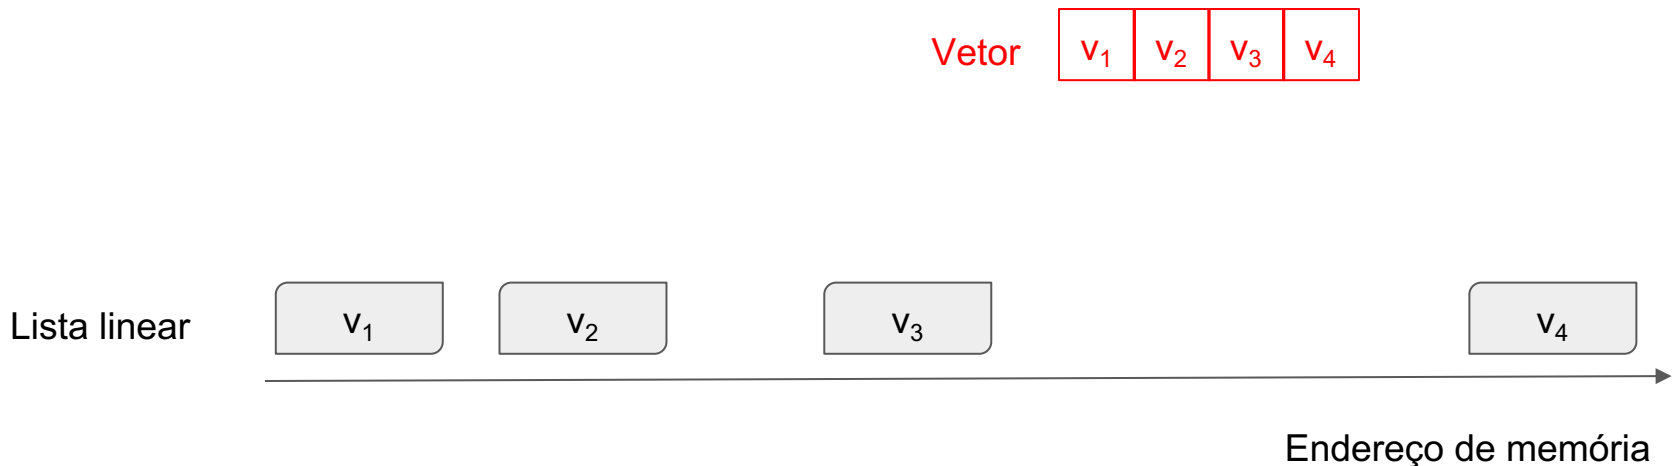 Vetor v₁ v₂ v₃ v₄
Lista linear v₁ v₂ v₃ v₄
Endereço de memória